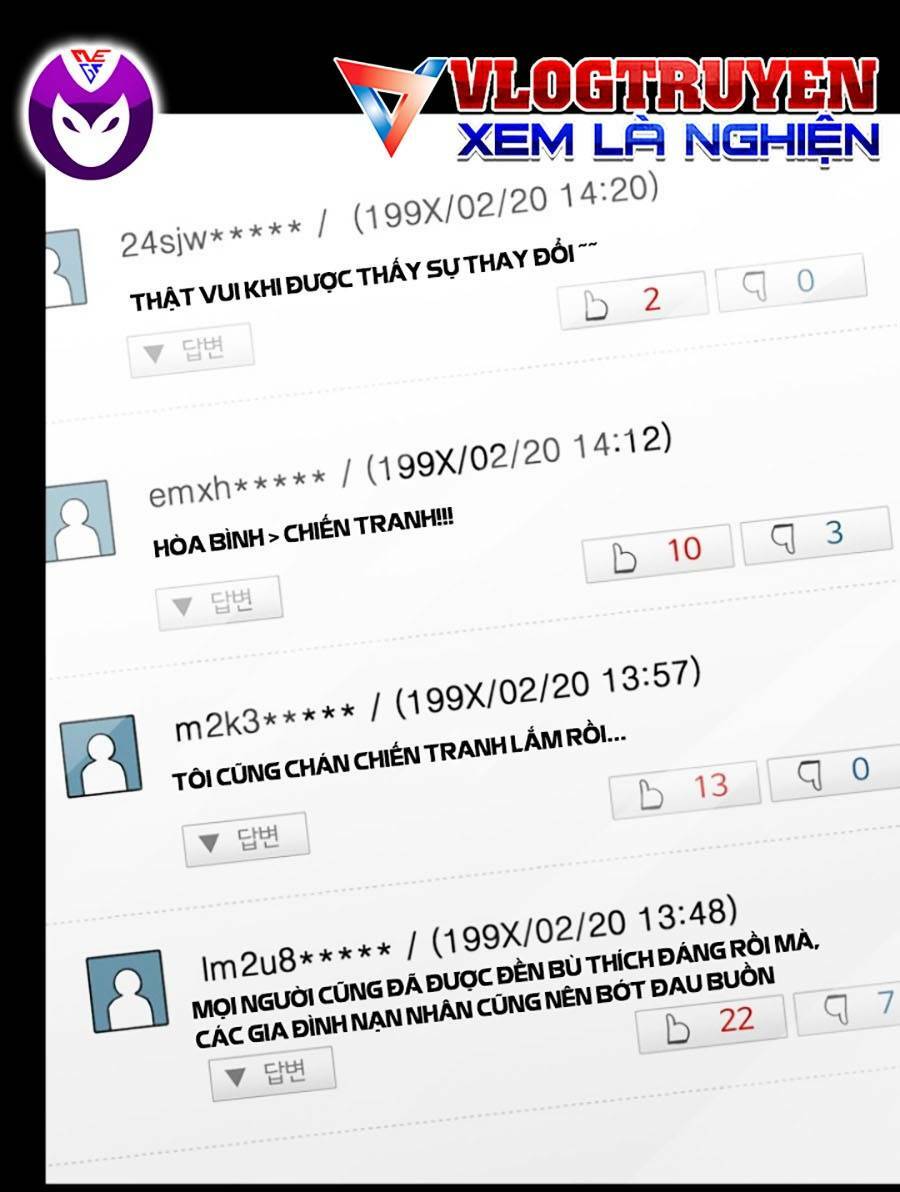 ME
GF
VLOGTRUYEN
XEM LÀ NGHIỆN
24sjw***** / (199X/02/20 14:20)
THẬT VUI KHI ĐƯỢC THẤY SỰ THAY ĐỔI ~~
2 0
▼ 답변
emxh***** / (199X/02/20 14:12)
HÒA BÌNH > CHIẾN TRANH!!!
10 3
▼ 답변
m2k3***** / (199X/02/20 13:57)
TÔI CŨNG CHÁN CHIẾN TRANH LẮM RỒI...
13 0
▼ 답변
lm2u8***** / (199X/02/20 13:48)
MỌI NGƯỜI CŨNG ĐÃ ĐƯỢC ĐỀN BÙ THÍCH ĐÁNG RỒI MÀ,
CÁC GIA ĐÌNH NẠN NHÂN CŨNG NÊN BỚT ĐAU BUỒN
22 7
▼ 답변